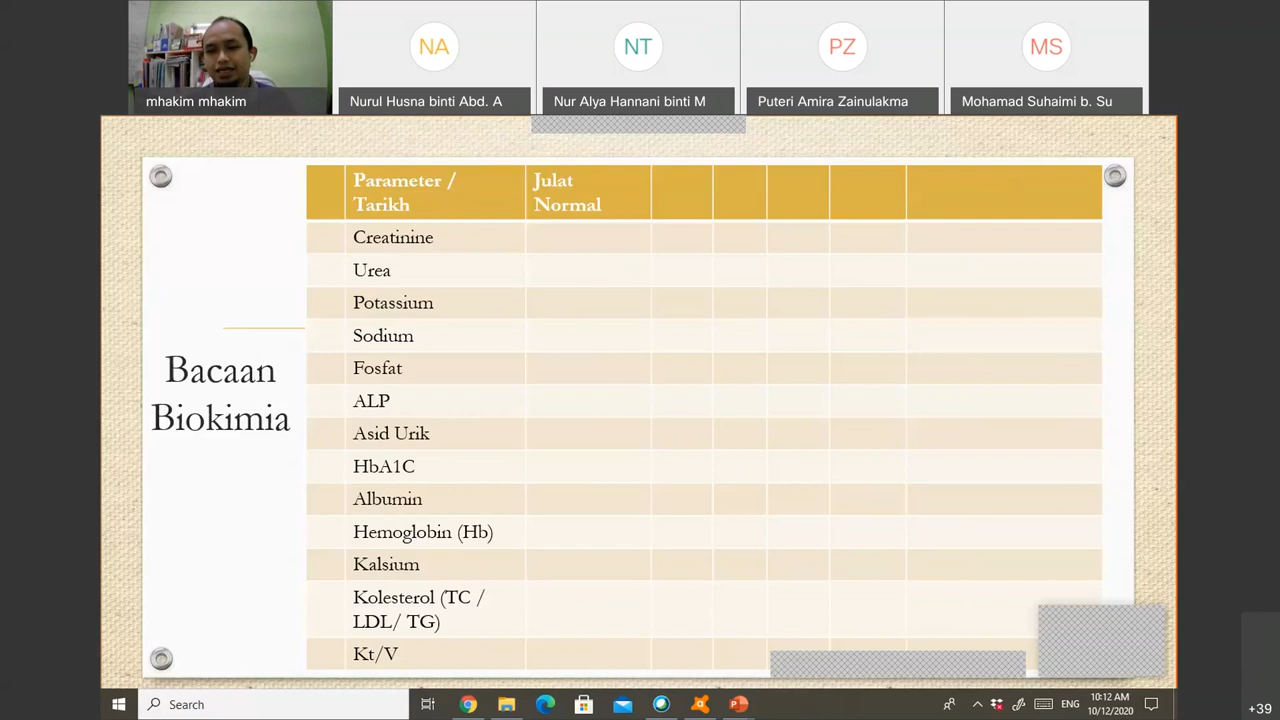 NA
NT
PZ
MS
mhakim mhakim
Nurul Husna binti Abd. A
Nur Alya Hannani binti M
Puteri Amira Zainulakma
Mohamad Suhaimi b. Su
Parameter /
Tarikh
Julat
Normal
Creatinine
Urea
Potassium
Sodium
Fosfat
ALP
Asid Urik
HbA1C
Albumin
Hemoglobin (Hb)
Kalsium
Kolesterol (TC /
LDL/ TG)
Kt/V
Bacaan
Biokimia
Search
ENG
10:12 AM
10/12/2020
+39